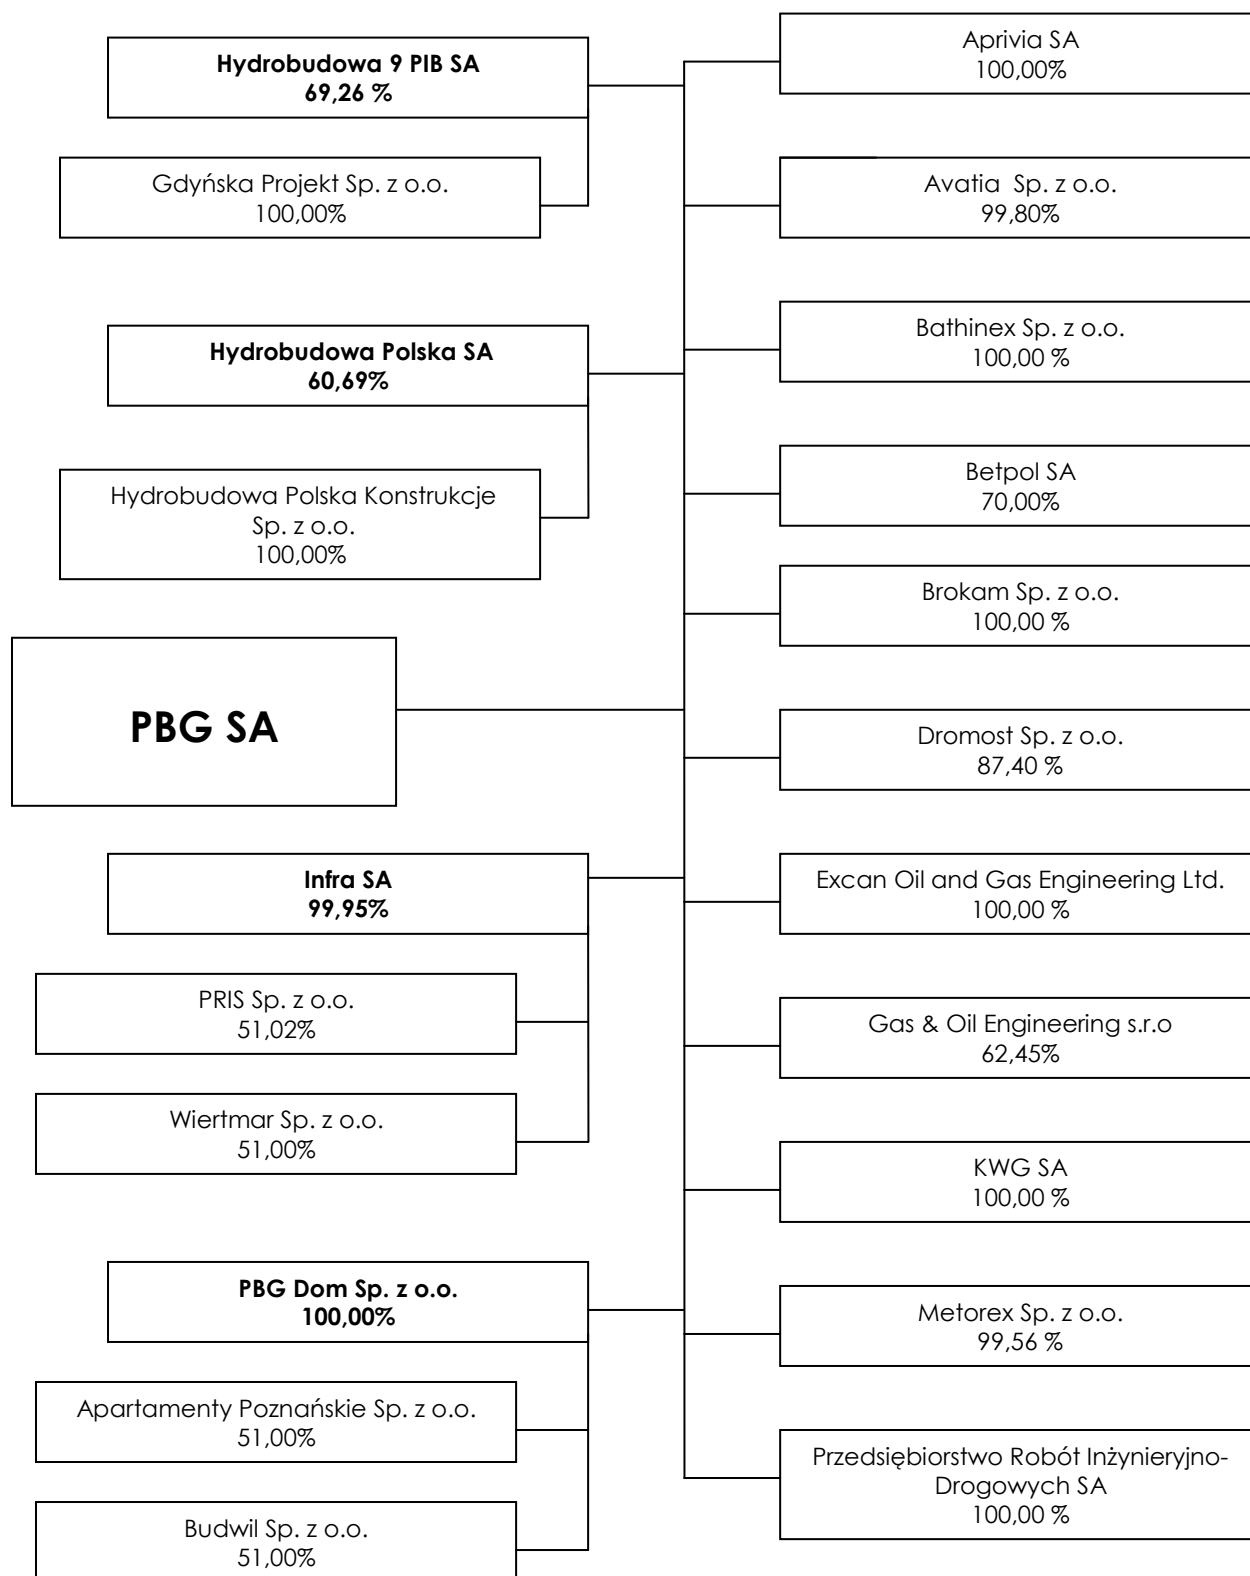 Hydrobudowa 9 PIB SA
69,26 %
Gdyńska Projekt Sp. z o.o.
100,00%
Hydrobudowa Polska SA
60,69%
Hydrobudowa Polska Konstrukcje
Sp. z o.o.
100,00%
PBG SA
Infra SA
99,95%
PRIS Sp. z o.o.
51,02%
Wiertmar Sp. z o.o.
51,00%
PBG Dom Sp. z o.o.
100,00%
Apartamenty Poznańskie Sp. z o.o.
51,00%
Budwil Sp. z o.o.
51,00%
Aprivia SA
100,00%
Avatia Sp. z o.o.
99,80%
Bathinex Sp. z o.o.
100,00 %
Betpol SA
70,00%
Brokam Sp. z o.o.
100,00 %
Dromost Sp. z o.o.
87,40 %
Excan Oil and Gas Engineering Ltd.
100,00 %
Gas & Oil Engineering s.r.o
62,45%
KWG SA
100,00 %
Metorex Sp. z o.o.
99,56 %
Przedsiębiorstwo Robót Inżynieryjno-
Drogowych SA
100,00 %